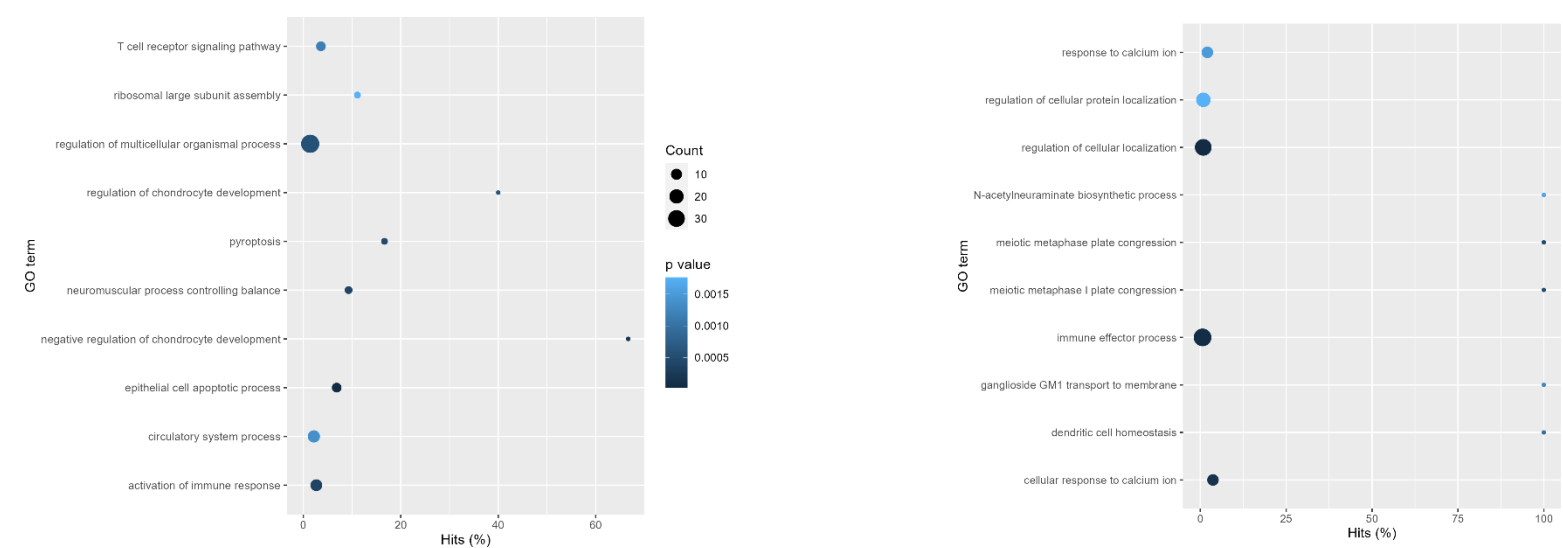 T cell receptor signaling pathway
ribosomal large subunit assembly
regulation of multicellular organismal process
regulation of chondrocyte development
pyroptosis
neuromuscular process controlling balance
negative regulation of chondrocyte development
epithelial cell apoptotic process
circulatory system process
activation of immune response
GO term
0 20 40 60
Hits (%)
Count
10
20
30
p value
0.0015
0.0010
0.0005
response to calcium ion
regulation of cellular protein localization
regulation of cellular localization
N-acetylneuraminate biosynthetic process
meiotic metaphase plate congression
meiotic metaphase I plate congression
immune effector process
ganglioside GM1 transport to membrane
dendritic cell homeostasis
cellular response to calcium ion
GO term
0 25 50 75 100
Hits (%)